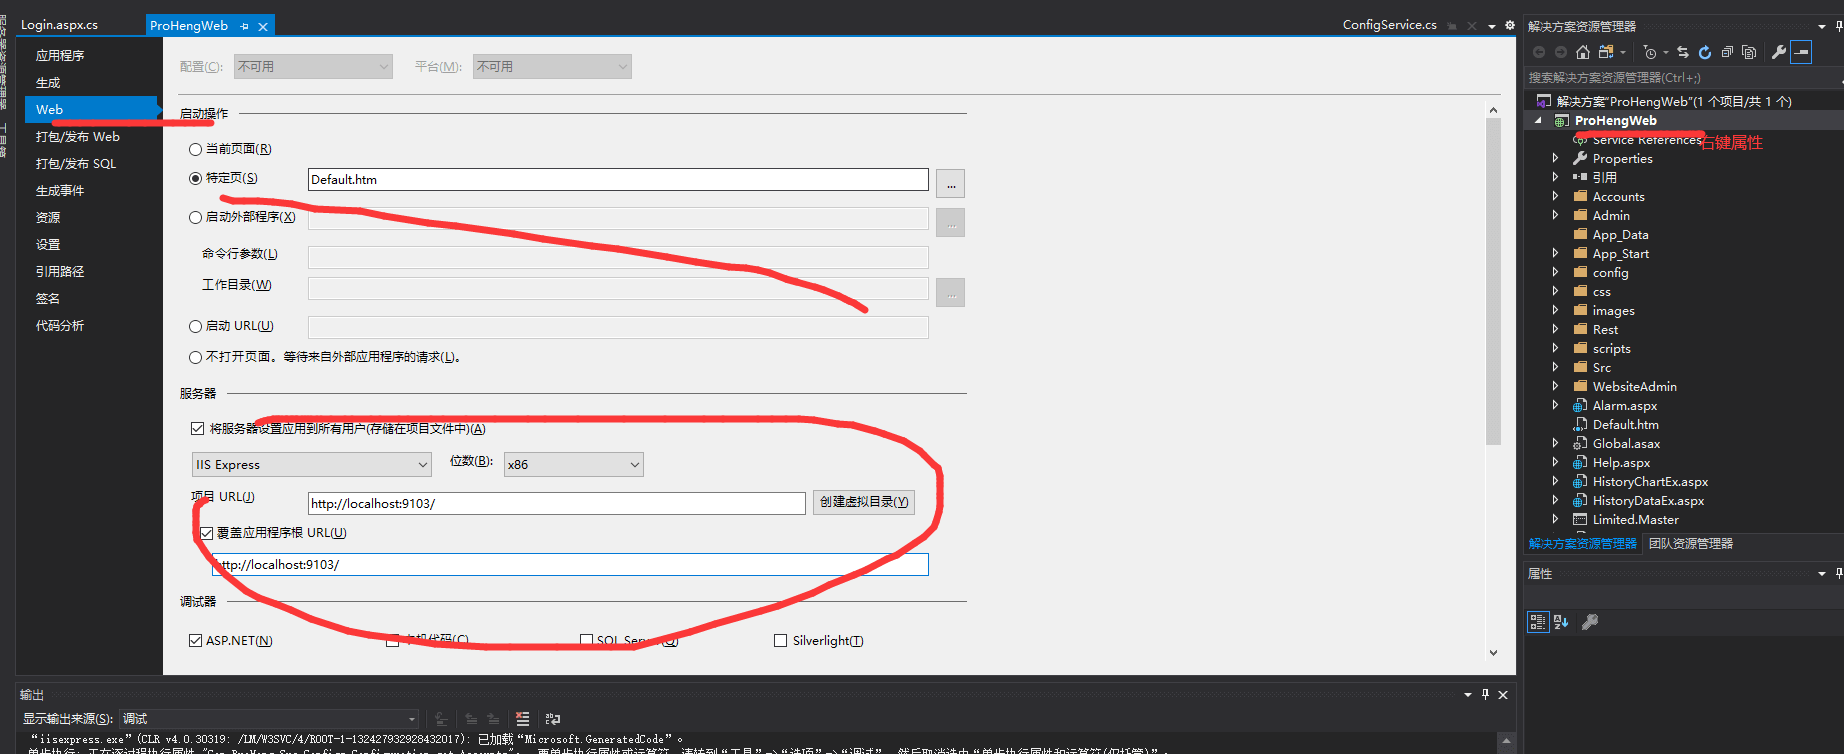 Login.aspx.cs
ProHengWeb
ConfigService.cs
应用程序
生成
Web
打包/发布 Web
打包/发布 SQL
生成事件
资源
设置
引用路径
签名
代码分析
配置(C):
不可用
平台(M):
不可用
启动操作
当前页面(R)
特定页(S)
Default.htm
...
启动外部程序(X)
...
命令行参数(L)
工作目录(W)
...
启动 URL(U)
不打开页面。等待来自外部应用程序的请求(L)。
服务器
将服务器设置应用到所有用户(存储在项目文件中)(A)
IIS Express
位数(B):
x86
项目 URL(J)
http://localhost:9103/
创建虚拟目录(Y)
覆盖应用程序根 URL(U)
http://localhost:9103/
调试器
ASP.NET(N)
本机代码(C)
SQL Server(Q)
Silverlight(T)
输出
显示输出来源(S):
调试
“iisexpress.exe”(CLR v4.0.30319: /LM/W3SVC/4/ROOT-1-132427932928432017): 已加载“Microsoft.GeneratedCode”。
解决方案资源管理器
搜索解决方案资源管理器(Ctrl+;)
解决方案"ProHengWeb"(1 个项目/共 1 个)
ProHengWeb
右键属性
Service References
Properties
引用
Accounts
Admin
App_Data
App_Start
config
css
images
Rest
scripts
Src
WebsiteAdmin
Alarm.aspx
Default.htm
Global.asax
Help.aspx
HistoryChartEx.aspx
HistoryDataEx.aspx
Limited.Master
解决方案资源管理器
团队资源管理器
属性